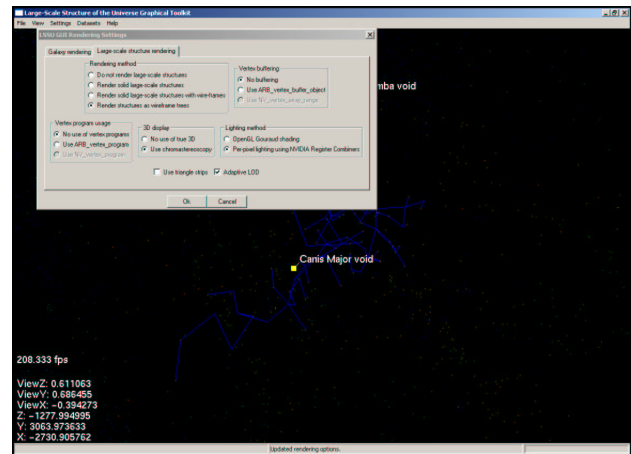 Large-Scale Structure of the Universe Graphical Toolkit
File View Settings Datasets Help
LSSU GUI Rendering Settings
Galaxy rendering Laarge-scale structure rendering
Rendering method
Do not render large-scale structures
Render solid large-scale structures
Render solid large-scale structures with wire-frames
Render structures as wireframe trees
Vertex buffering
No buffering
Use ARB_vertex_buffer_object
Use NV_vertex_array_range
mba void
Vertex program usage
No use of vertex programs
Use ARB_vertex_program
Use NV_vertex_program
3D display
No use of true 3D
Use chromastereoscopy
Lighting method
OpenGL Gouraud shading
Per-pixel lighting using NVIDIA Register Combiners
Use triangle strips Adaptive LOD
Ok Cancel
Canis Major void
208.333 fps
ViewZ: 0.611063
ViewY: 0.686455
ViewX: -0.394273
Z: -1277.994995
Y: 3063.973633
X: -2730.905762
Updated rendering options.